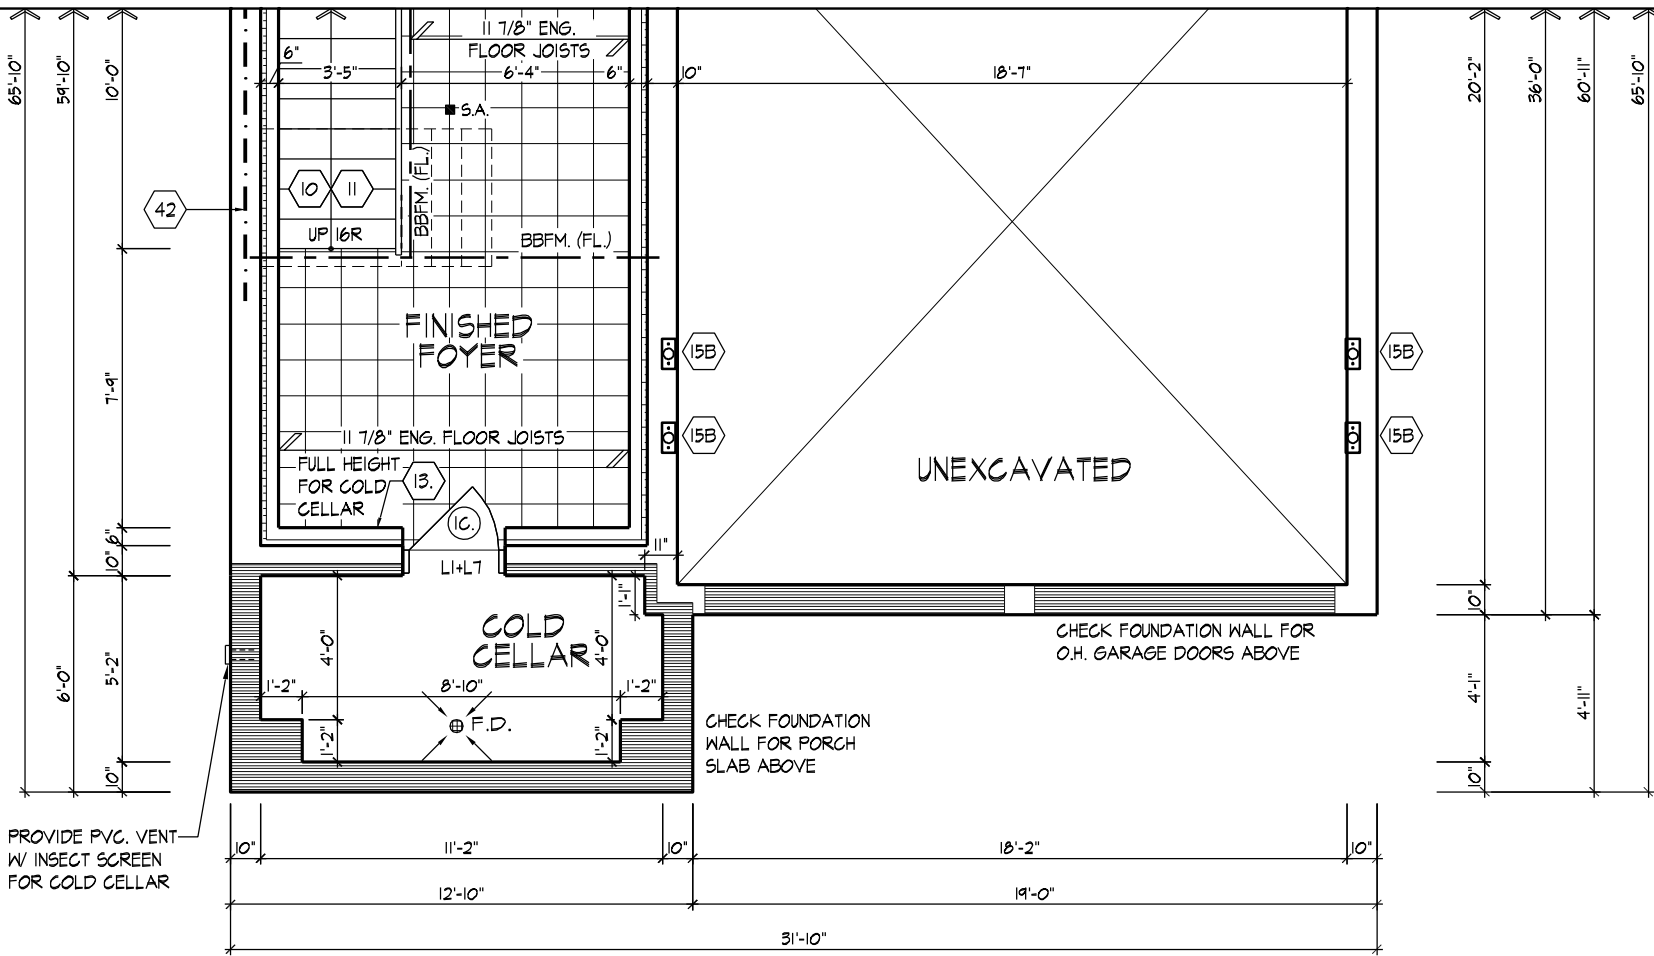 11 7/8" ENG.
FLOOR JOISTS
6"
3'-5"
6'-4"
6"
10"
18'-7"
65'-10"
59'-10"
10'-0"
20'-2"
36'-0"
60'-11"
65'-10"
S.A.
10
11
42
BBFM. (FL.)
UP 16R
BBFM. (FL.)
FINISHED
FOYER
15B
15B
15B
15B
7'-9"
11 7/8" ENG. FLOOR JOISTS
FULL HEIGHT
FOR COLD
CELLAR
13.
UNEXCAVATED
1C.
6"
10"
11"
L1+L7
1'-1"
COLD
CELLAR
4'-0"
4'-0"
CHECK FOUNDATION WALL FOR
O.H. GARAGE DOORS ABOVE
10"
6'-0"
5'-2"
1'-2"
8'-10"
1'-2"
4'-1"
4'-11"
F.D.
1'-2"
1'-2"
CHECK FOUNDATION
WALL FOR PORCH
SLAB ABOVE
10"
10"
PROVIDE PVC. VENT
W/ INSECT SCREEN
FOR COLD CELLAR
10"
11'-2"
10"
18'-2"
10"
12'-10"
19'-0"
31'-10"